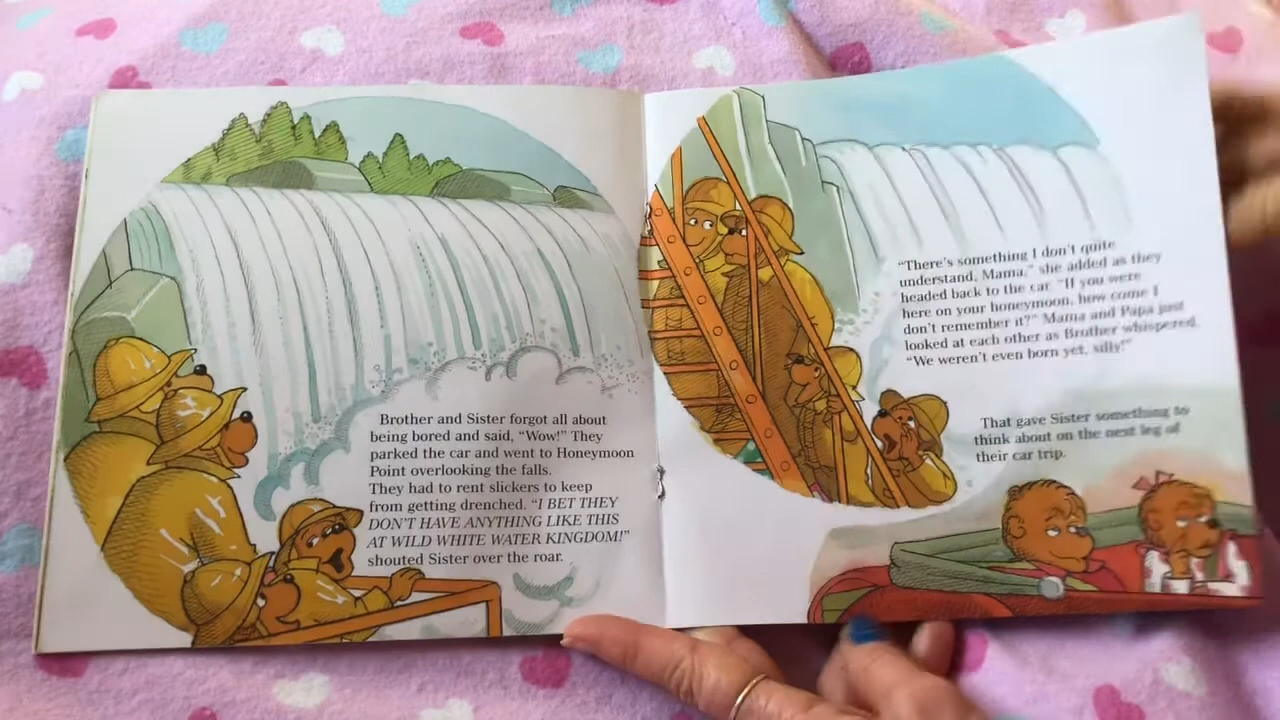 Brother and Sister forgot all about
being bored and said, “Wow!” They
parked the car and went to Honeymoon
Point overlooking the falls.
They had to rent slickers to keep
from getting drenched. “I BET THEY
DON’T HAVE ANYTHING LIKE THIS
AT WILD WHITE WATER KINGDOM!”
shouted Sister over the roar.
“There’s something I don’t quite
understand, Mama,” she added as they
headed back to the car. “If you were
here on your honeymoon, how come I
don’t remember it?” Mama and Papa just
looked at each other as Brother whispered,
“We weren’t even born yet, silly!”
That gave Sister something to
think about on the next leg of
their car trip.